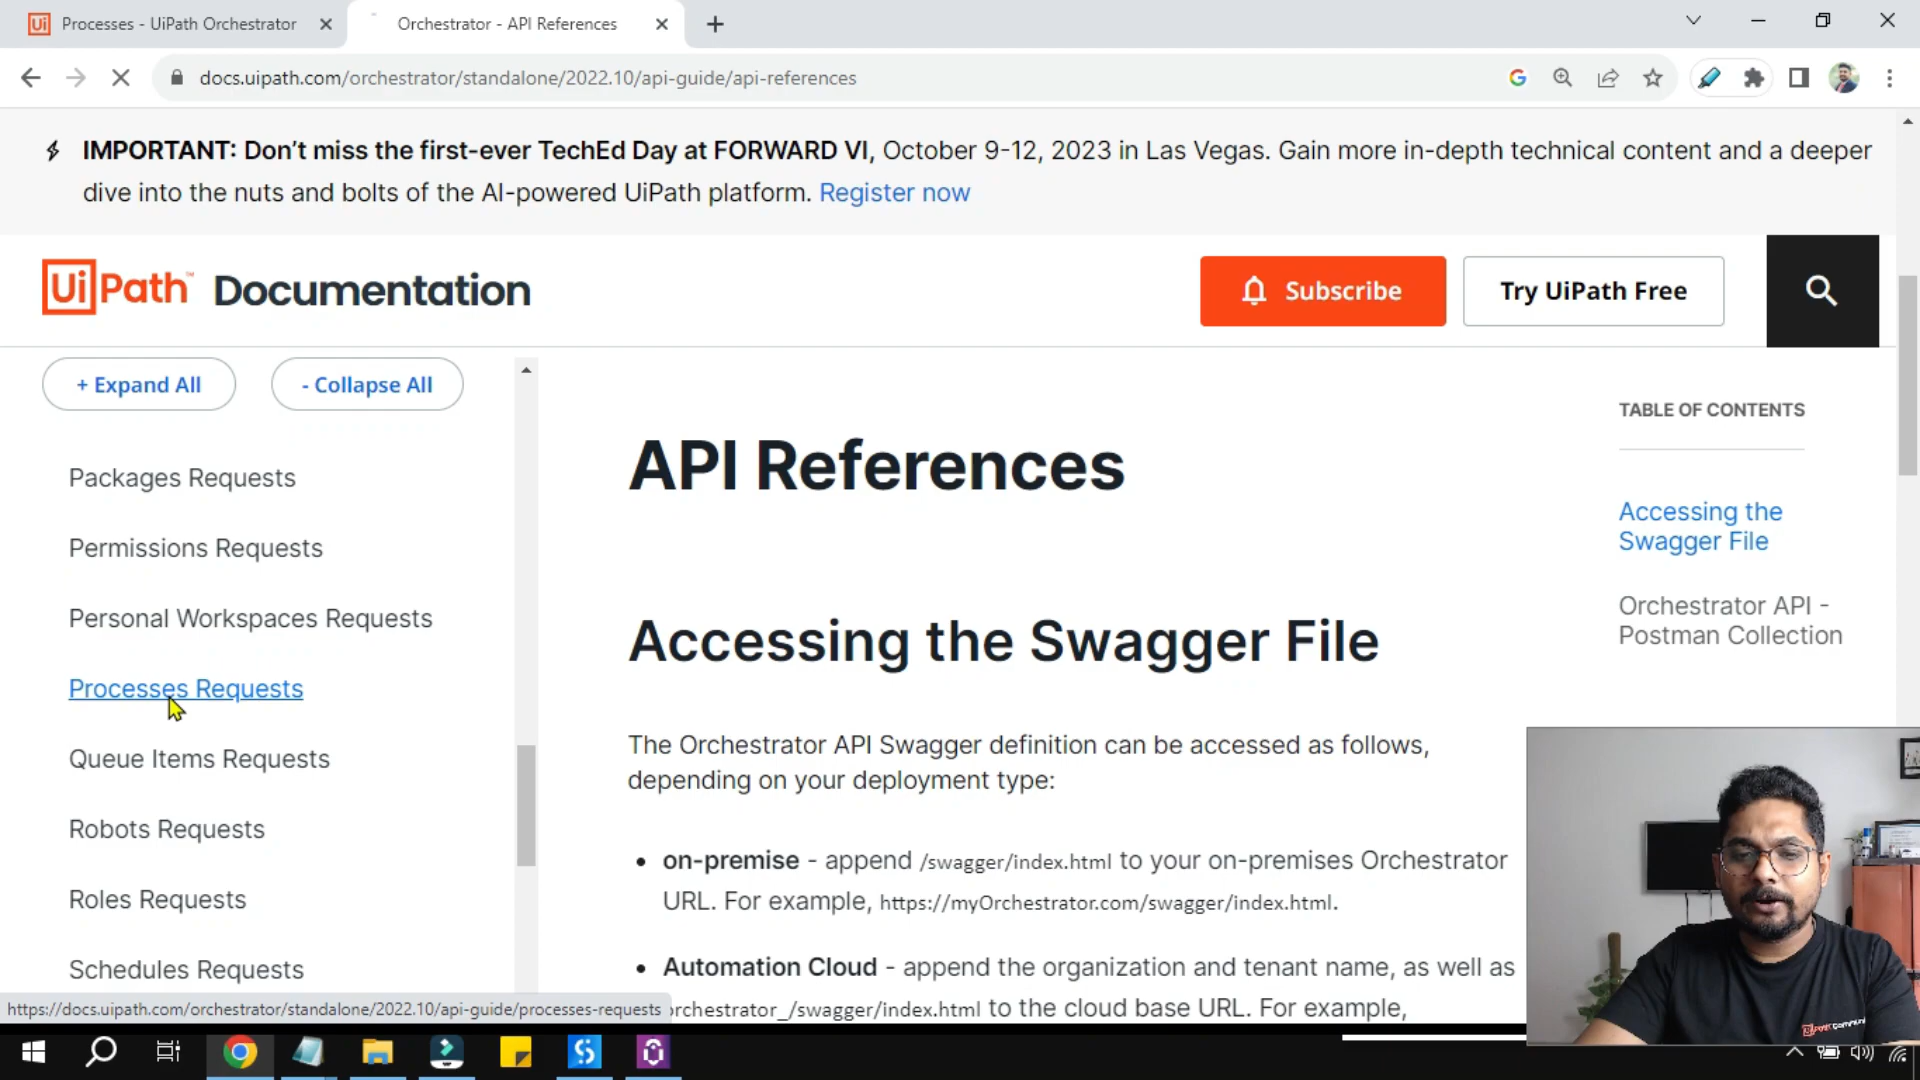 Ui Processes - UiPath Orchestrator
Orchestrator - API References
docs.uipath.com/orchestrator/standalone/2022.10/api-guide/api-references
IMPORTANT: Don't miss the first-ever TechEd Day at FORWARD VI, October 9-12, 2023 in Las Vegas. Gain more in-depth technical content and a deeper
dive into the nuts and bolts of the AI-powered UiPath platform. Register now
UiPath™ Documentation
Subscribe
Try UiPath Free
+ Expand All
- Collapse All
Packages Requests
Permissions Requests
Personal Workspaces Requests
Processes Requests
Queue Items Requests
Robots Requests
Roles Requests
Schedules Requests
API References
Accessing the Swagger File
The Orchestrator API Swagger definition can be accessed as follows,
depending on your deployment type:
• on-premise - append /swagger/index.html to your on-premises Orchestrator
URL. For example, https://myOrchestrator.com/swagger/index.html.
• Automation Cloud - append the organization and tenant name, as well as
orchestrator_/swagger/index.html to the cloud base URL. For example,
TABLE OF CONTENTS
Accessing the
Swagger File
Orchestrator API -
Postman Collection
https://docs.uipath.com/orchestrator/standalone/2022.10/api-guide/processes-requests